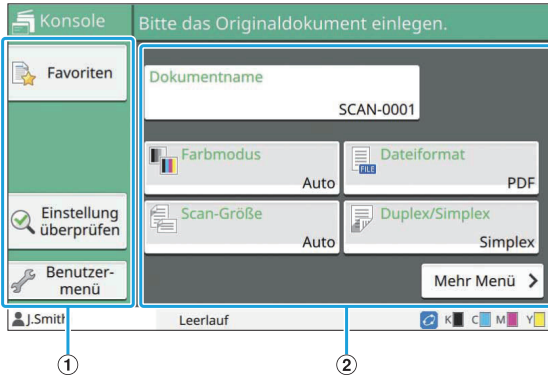 Konsole
Bitte das Originaldokument einlegen.
Favoriten
Dokumentname
SCAN-0001
Farbmodus
Auto
Dateiformat
FILE
PDF
Einstellung
überprüfen
Scan-Größe
Auto
Duplex/Simplex
Simplex
Benutzer-
menü
Mehr Menü
J.Smith
Leerlauf
K C M Y
1
2